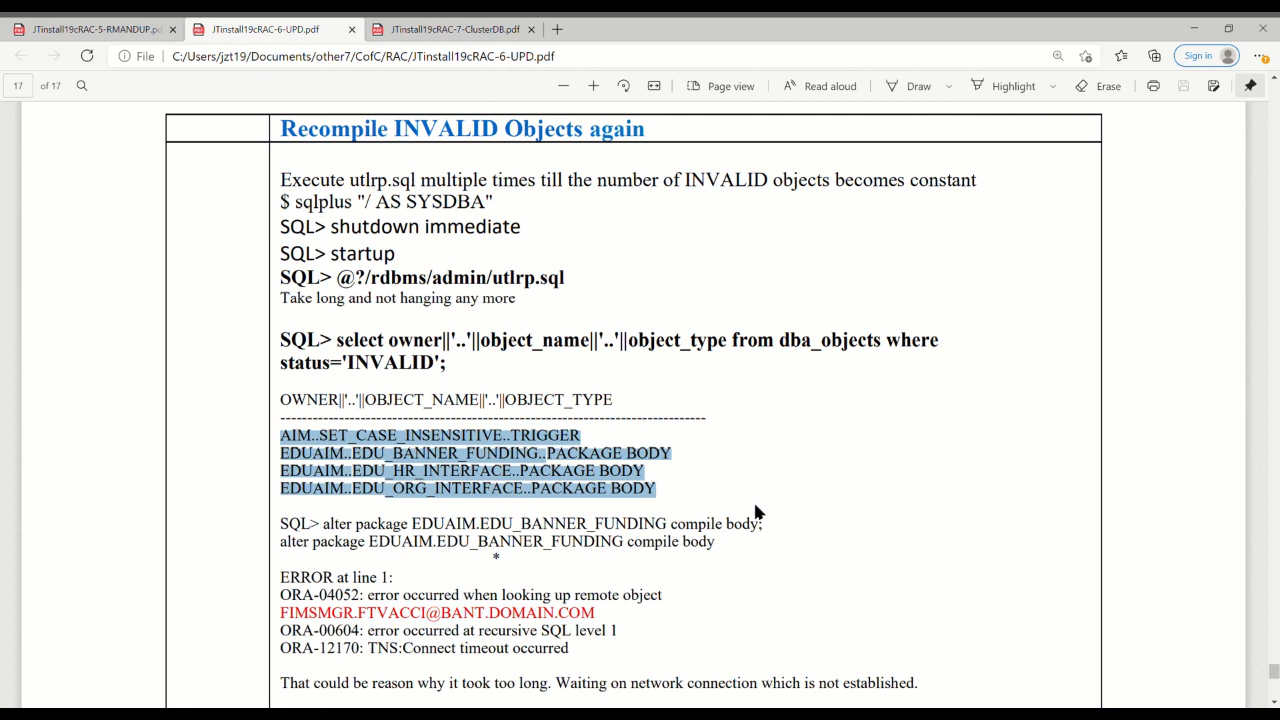 JTinstall19cRAC-5-RMANDUP.pd
JTinstall19cRAC-6-UPD.pdf
JTinstall19cRAC-7-ClusterDB.pdf
File
C:/Users/jzt19/Documents/other7/CofC/RAC/JTinstall19cRAC-6-UPD.pdf
Sign in
17 of 17
Page view
Read aloud
Draw
Highlight
Erase
Recompile INVALID Objects again
Execute utlrp.sql multiple times till the number of INVALID objects becomes constant
$ sqlplus "/ AS SYSDBA"
SQL> shutdown immediate
SQL> startup
SQL> @?/rdbms/admin/utlrp.sql
Take long and not hanging any more
SQL> select owner||'..'||object_name||'..'||object_type from dba_objects where
status='INVALID';
OWNER||'..'||OBJECT_NAME||'..'||OBJECT_TYPE
--------------------------------------------------------------------------------
AIM..SET_CASE_INSENSITIVE..TRIGGER
EDUAIM..EDU_BANNER_FUNDING..PACKAGE BODY
EDUAIM..EDU_HR_INTERFACE..PACKAGE BODY
EDUAIM..EDU_ORG_INTERFACE..PACKAGE BODY
SQL> alter package EDUAIM.EDU_BANNER_FUNDING compile body;
alter package EDUAIM.EDU_BANNER_FUNDING compile body
*
ERROR at line 1:
ORA-04052: error occurred when looking up remote object
FIMSMGR.FTVACCI@BANT.DOMAIN.COM
ORA-00604: error occurred at recursive SQL level 1
ORA-12170: TNS:Connect timeout occurred
That could be reason why it took too long. Waiting on network connection which is not established.